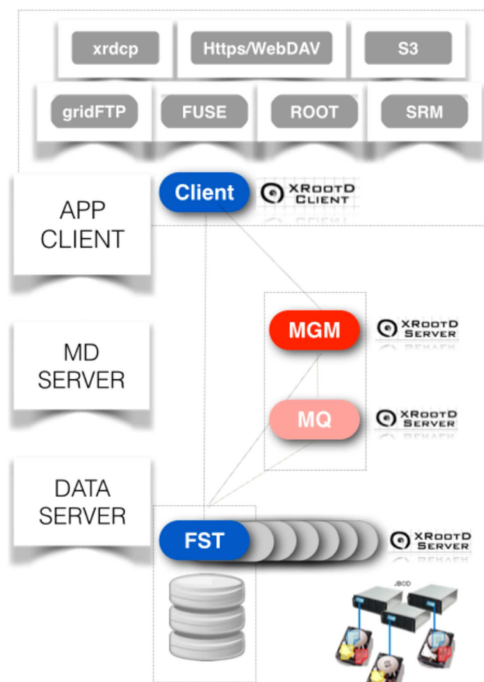 xrdcp Https/WebDAV S3
gridFTP FUSE ROOT SRM
APP
CLIENT
Client
XROOTD
CLIENT
MD
SERVER
MGM
XROOTD
SERVER
MQ
XROOTD
SERVER
DATA
SERVER
FST
XROOTD
SERVER
JBOD